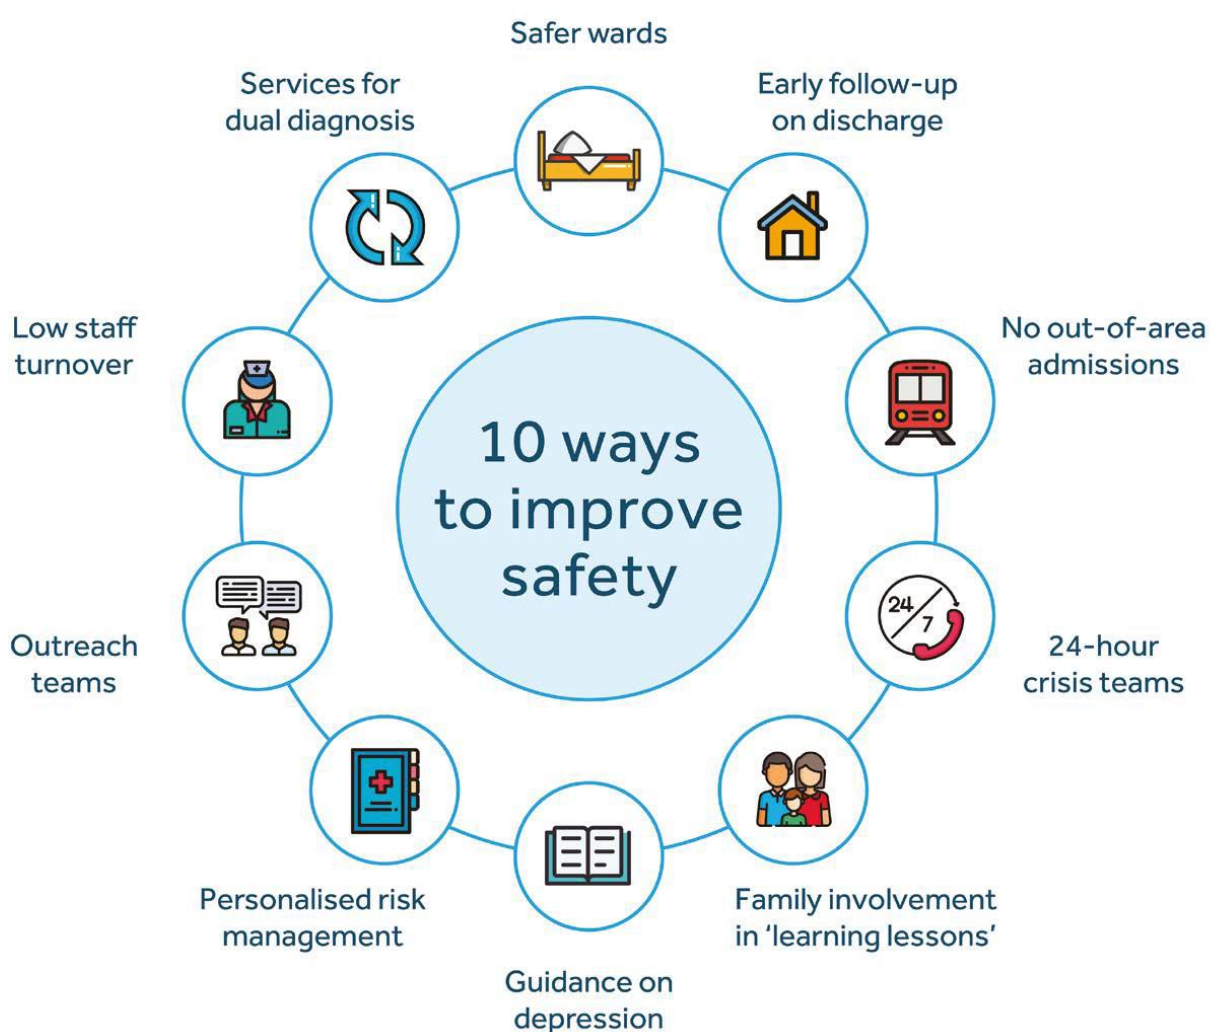 Safer wards
Early follow-up
on discharge
No out-of-area
admissions
24-hour
crisis teams
Family involvement
in ‘learning lessons’
Guidance on
depression
Personalised risk
management
Outreach
teams
Low staff
turnover
Services for
dual diagnosis
10 ways
to improve
safety
24
7